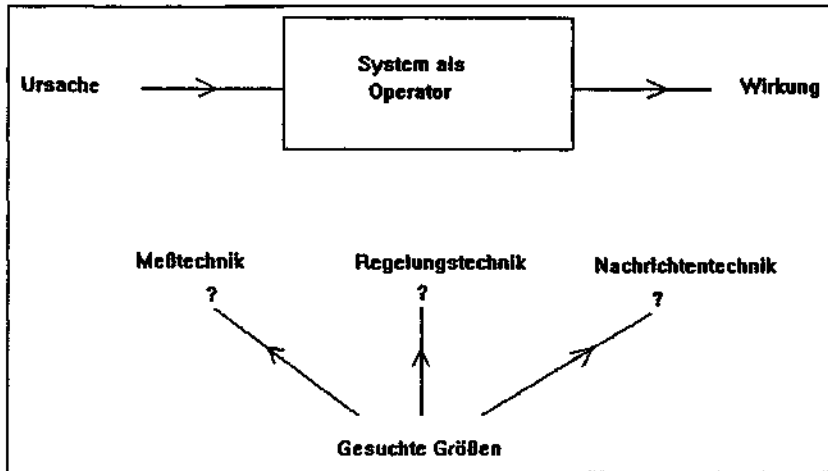 System als
Operator
Ursache
Wirkung
Meßtechnik
Regelungstechnik
Nachrichtentechnik
?
?
?
Gesuchte Größen